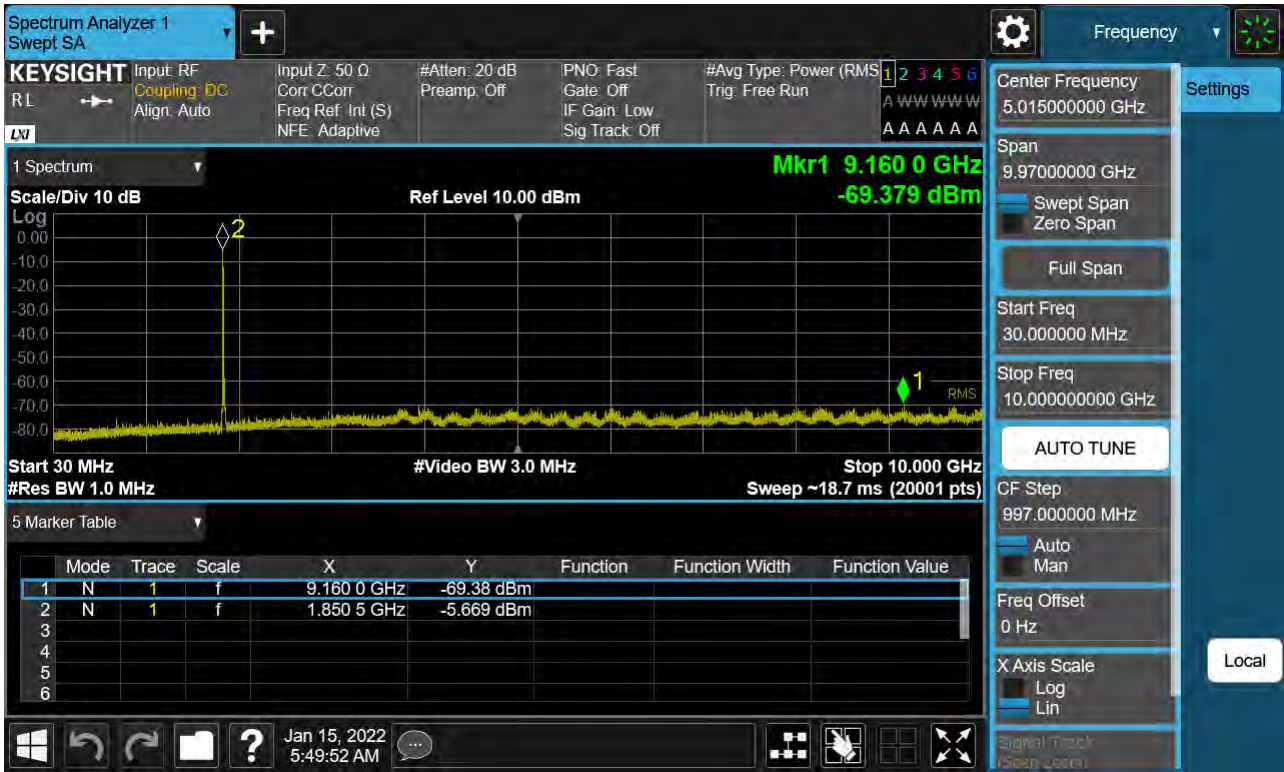 Spectrum Analyzer 1
Swept SA
+
Frequency
KEYSIGHT
RL
LXI
Input: RF
Coupling: DC
Align: Auto
Input Z: 50 Ω
Corr CCorr
Freq Ref: Int (S)
NFE: Adaptive
#Atten: 20 dB
Preamp: Off
PNO: Fast
Gate: Off
IF Gain: Low
Sig Track: Off
#Avg Type: Power (RMS
Trig: Free Run
1 2 3 4 5 6
A W W W W W
A A A A A A
1 Spectrum
Scale/Div 10 dB
Ref Level 10.00 dBm
Mkr1 9.160 0 GHz
-69.379 dBm
Log
0.00
-10.0
-20.0
-30.0
-40.0
-50.0
-60.0
-70.0
-80.0
2
1
RMS
Start 30 MHz
#Video BW 3.0 MHz
Stop 10.000 GHz
#Res BW 1.0 MHz
Sweep ~18.7 ms (20001 pts)
5 Marker Table
Mode Trace Scale X Y Function Function Width Function Value
1 N 1 f 9.160 0 GHz -69.38 dBm
2 N 1 f 1.850 5 GHz -5.669 dBm
3
4
5
6
?
Jan 15, 2022
5:49:52 AM
Center Frequency
5.015000000 GHz
Span
9.97000000 GHz
Swept Span
Zero Span
Full Span
Start Freq
30.000000 MHz
Stop Freq
10.000000000 GHz
AUTO TUNE
CF Step
997.000000 MHz
Auto
Man
Freq Offset
0 Hz
X Axis Scale
Log
Lin
Signal Track
(Span Zoom)
Settings
Local